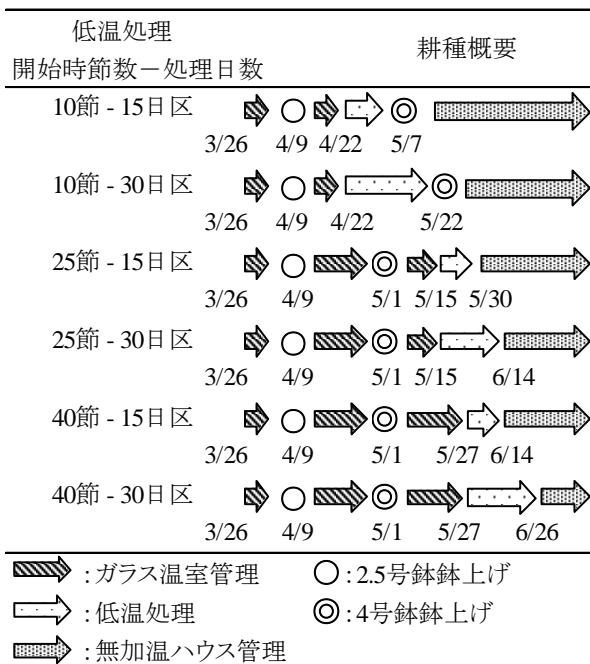 低温処理
開始時節数－処理日数
耕種概要
10節 - 15日区
3/26 4/9 4/22 5/7
10節 - 30日区
3/26 4/9 4/22 5/22
25節 - 15日区
3/26 4/9 5/1 5/15 5/30
25節 - 30日区
3/26 4/9 5/1 5/15 6/14
40節 - 15日区
3/26 4/9 5/1 5/27 6/14
40節 - 30日区
3/26 4/9 5/1 5/27 6/26
:ガラス温室管理 :2.5号鉢鉢上げ
:低温処理 :4号鉢鉢上げ
:無加温ハウス管理